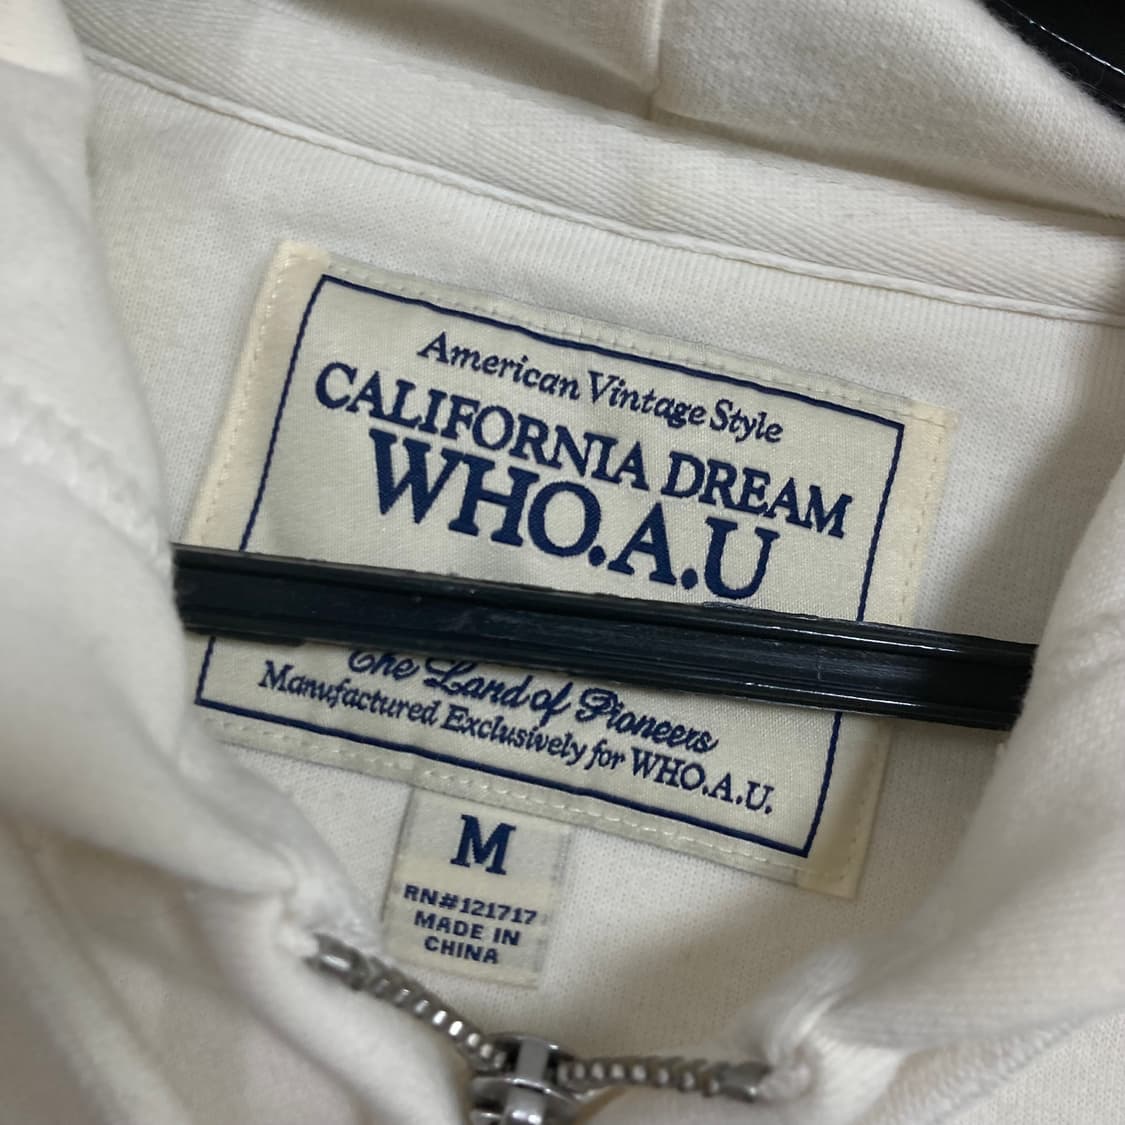 American Vintage Style
CALIFORNIA DREAM
WHO.A.U
The Land of Pioneers
Manufactured Exclusively for WHO.A.U.
M
RN#121717
MADE IN
CHINA